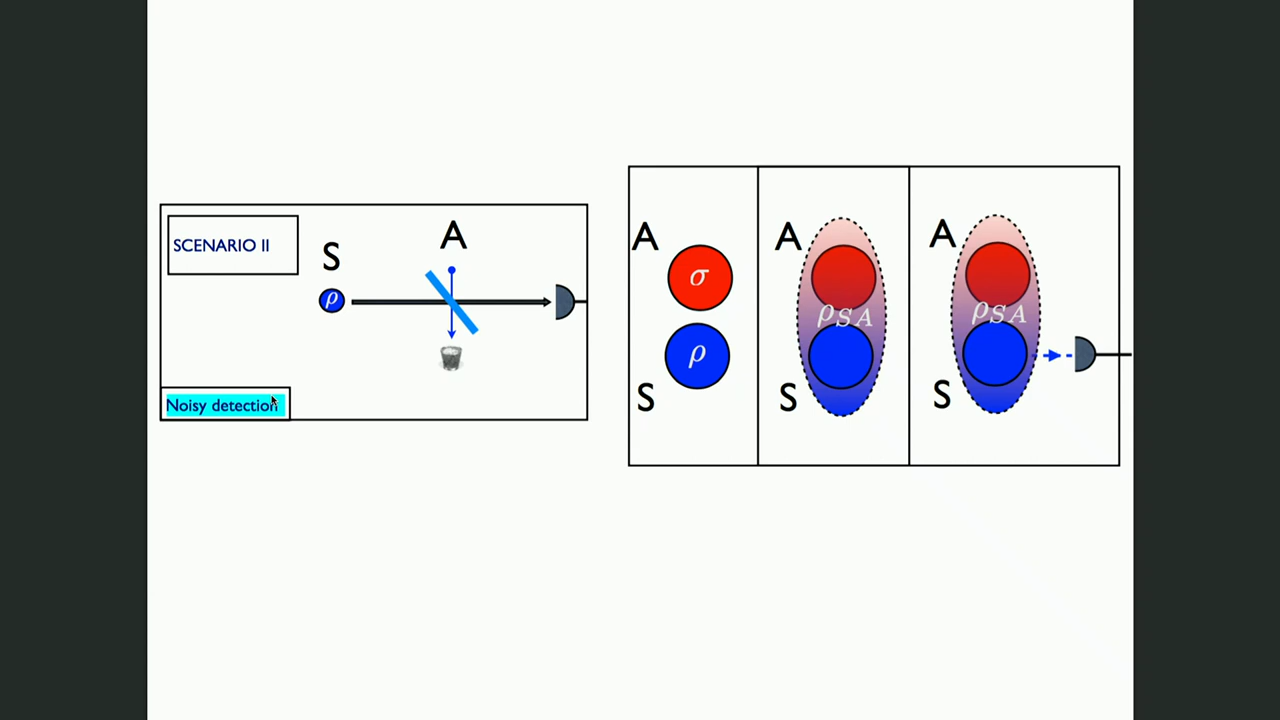 SCENARIO II
S
A
ρ
Noisy detection
A
σ
ρ
S
A
ρSA
S
A
ρSA
S